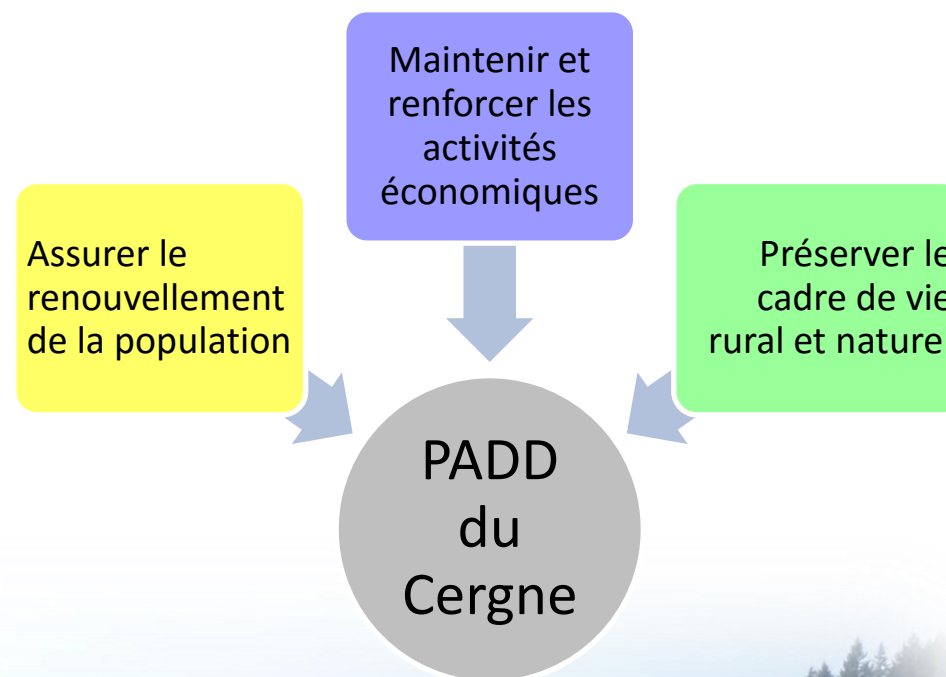 Maintenir et
renforcer les
activités
économiques
Assurer le
renouvellement
de la population
Préserver le
cadre de vie
rural et nature
PADD
du
Cergne